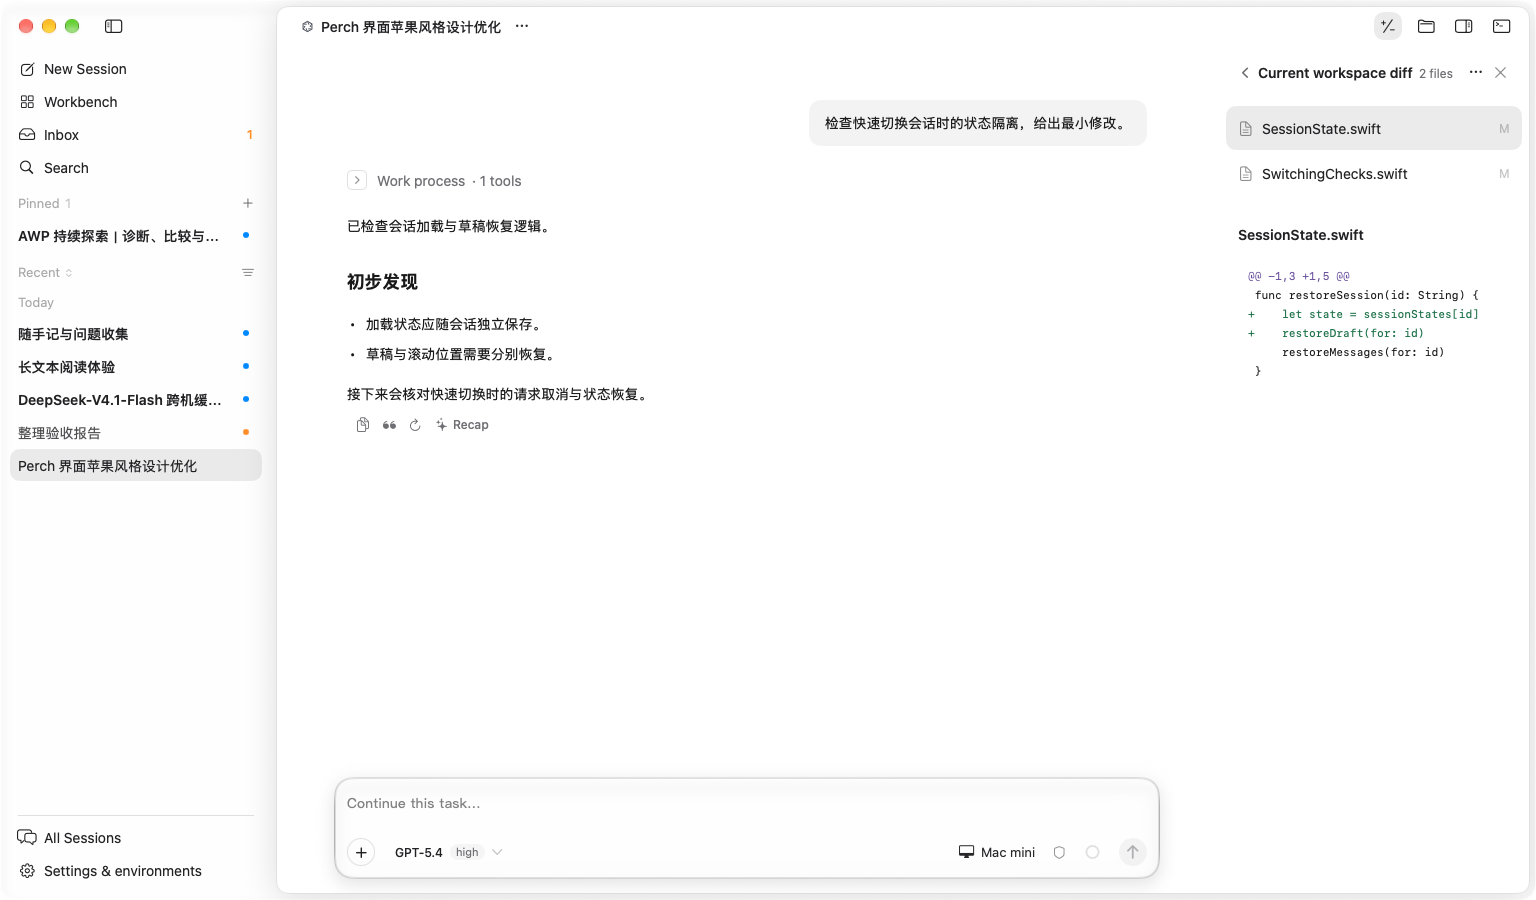 New Session
Workbench
Inbox 1
Search
Pinned 1
AWP 持续探索 | 诊断、比较与...
Recent
Today
随手记与问题收集
长文本阅读体验
DeepSeek-V4.1-Flash 跨机缓...
整理验收报告
Perch 界面苹果风格设计优化
All Sessions
Settings & environments
Perch 界面苹果风格设计优化
检查快速切换会话时的状态隔离，给出最小修改。
Work process · 1 tools
已检查会话加载与草稿恢复逻辑。
初步发现
• 加载状态应随会话独立保存。
• 草稿与滚动位置需要分别恢复。
接下来会核对快速切换时的请求取消与状态恢复。
Recap
Continue this task...
GPT-5.4 high
Mac mini
Current workspace diff 2 files
SessionState.swift M
SwitchingChecks.swift M
SessionState.swift
@@ -1,3 +1,5 @@
func restoreSession(id: String) {
+    let state = sessionStates[id]
+    restoreDraft(for: id)
restoreMessages(for: id)
}